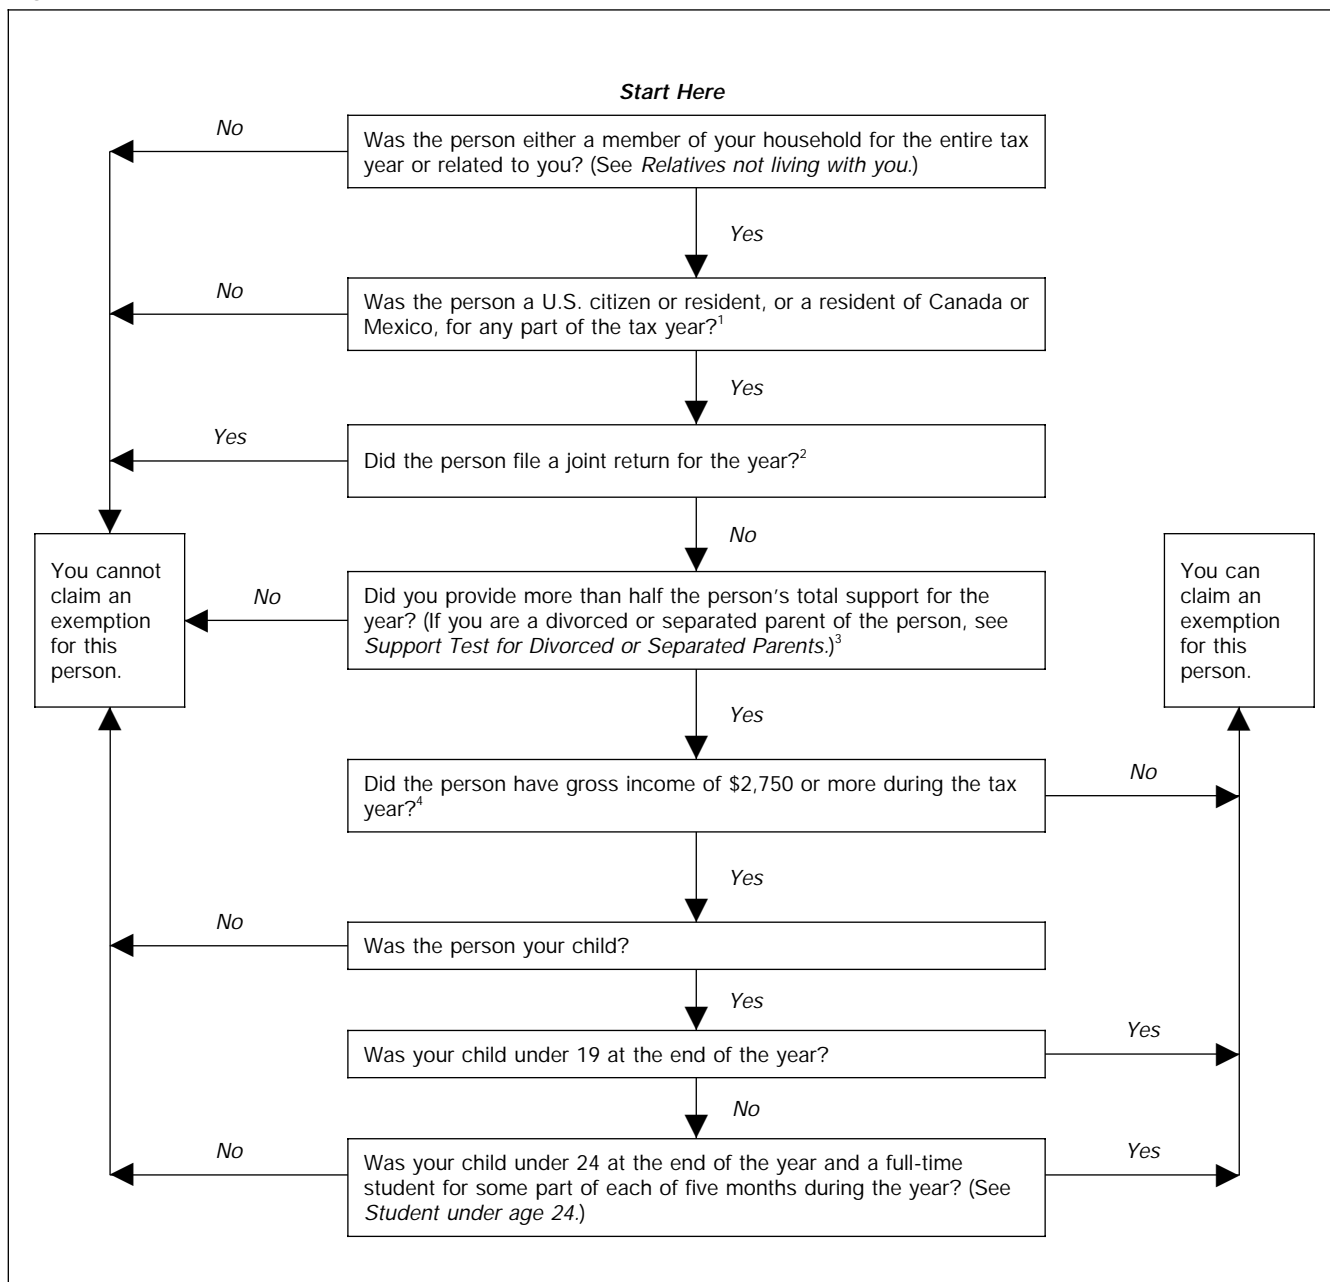 Start Here
No
Was the person either a member of your household for the entire tax
year or related to you? (See Relatives not living with you.)
Yes
No
Was the person a U.S. citizen or resident, or a resident of Canada or
Mexico, for any part of the tax year?1
Yes
Yes
Did the person file a joint return for the year?2
No
You cannot
claim an
exemption
for this
person.
No
Did you provide more than half the person's total support for the
year? (If you are a divorced or separated parent of the person, see
Support Test for Divorced or Separated Parents.)3
You can
claim an
exemption
for this
person.
Yes
Did the person have gross income of $2,750 or more during the tax
year?4
No
Yes
No
Was the person your child?
Yes
Was your child under 19 at the end of the year?
Yes
No
No
Was your child under 24 at the end of the year and a full-time
student for some part of each of five months during the year? (See
Student under age 24.)
Yes